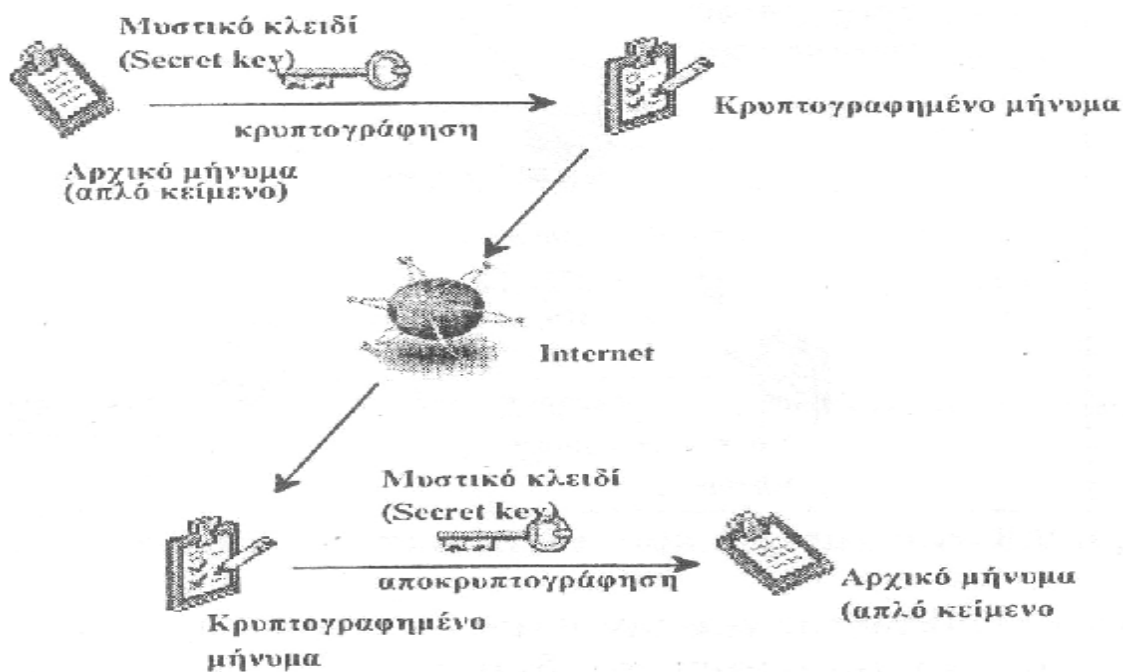 Μυστικό κλειδί
(Secret key)
κρυπτογράφηση
Κρυπτογραφημένο μήνυμα
Αρχικό μήνυμα
(απλό κείμενο)
Internet
Μυστικό κλειδί
(Secret key)
αποκρυπτογράφηση
Κρυπτογραφημένο
μήνυμα
Αρχικό μήνυμα
(απλό κείμενο